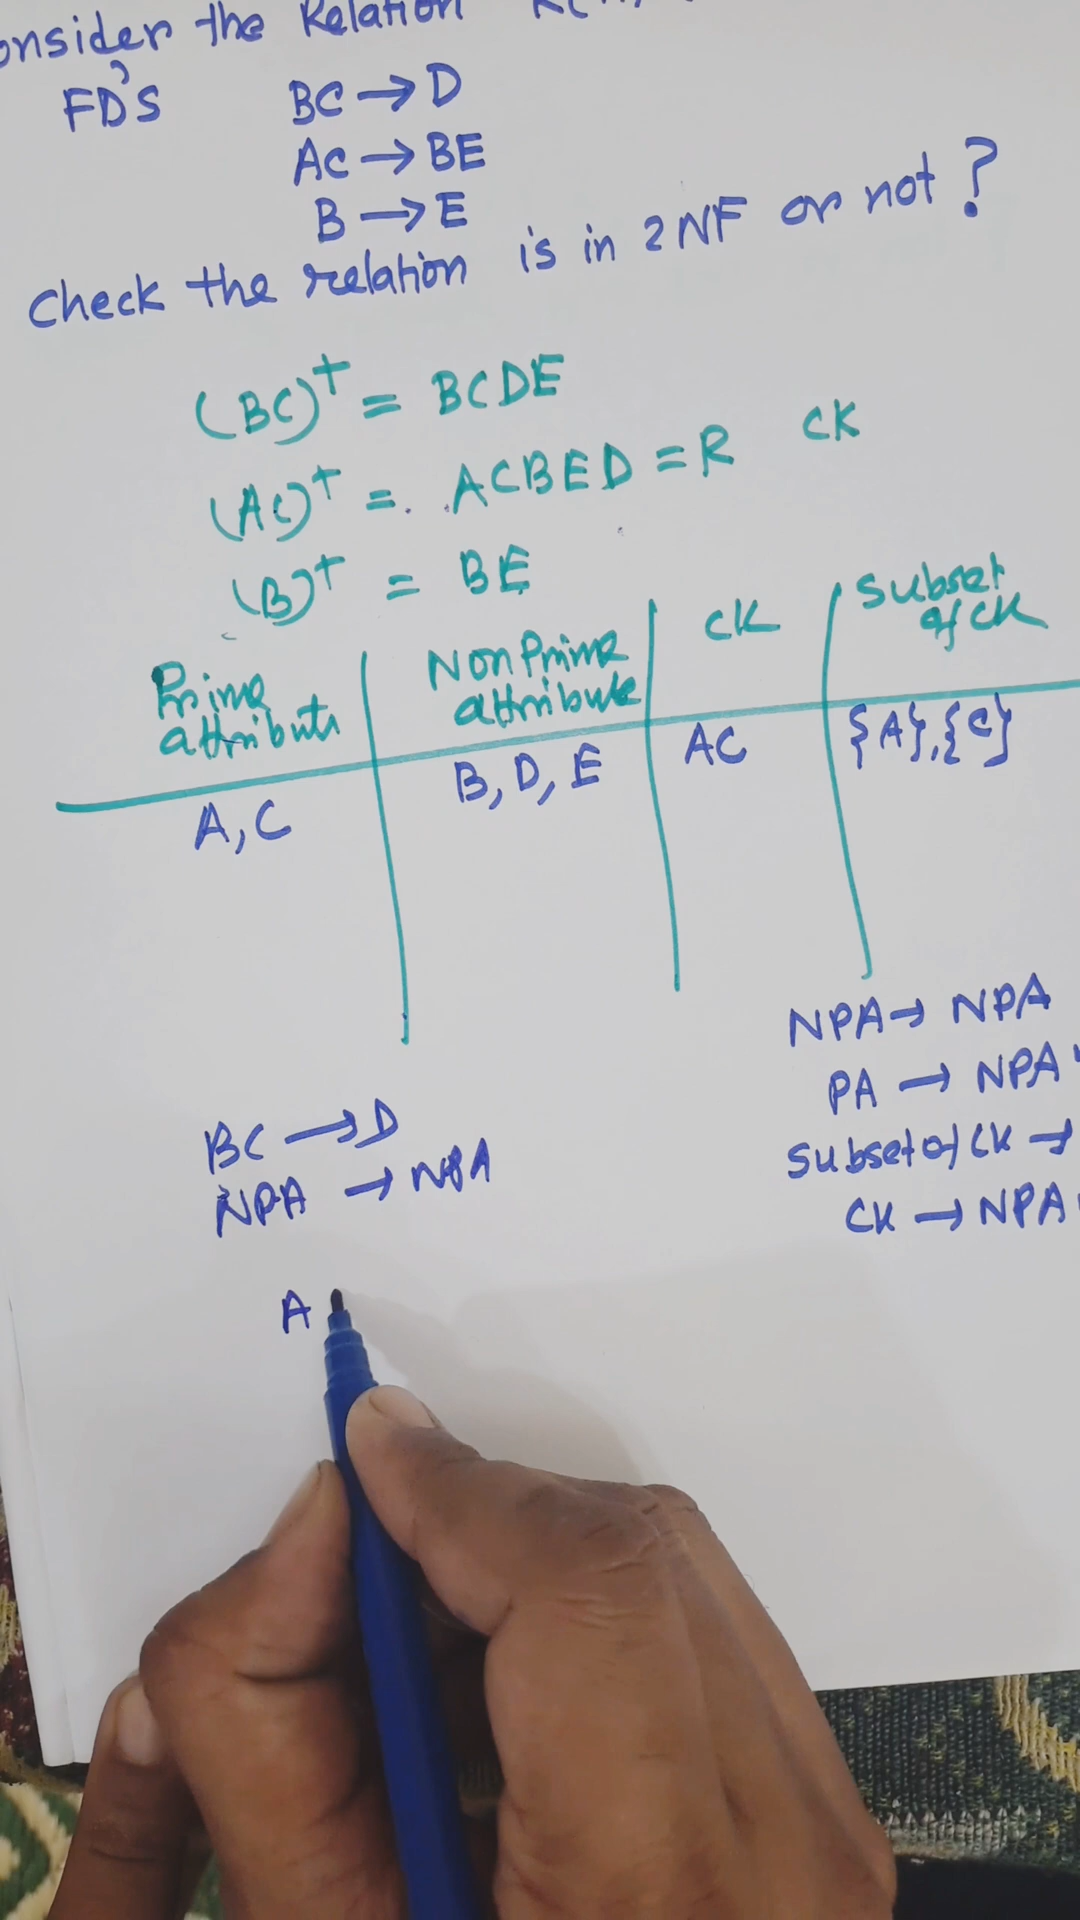 onsider the Relation
FD'S BC → D
AC → BE
B → E
check the relation is in 2NF or not?
(BC)⁺ = BCDE
(AC)⁺ = ACBED = R CK
(B)⁺ = BE
Prime attribute
Non Prime attribute
CK
Subset of CK
A, C
B, D, E
AC
{A},{C}
NPA → NPA
PA → NPA
Subset of CK →
CK → NPA
BC → D
NPA → NPA
A